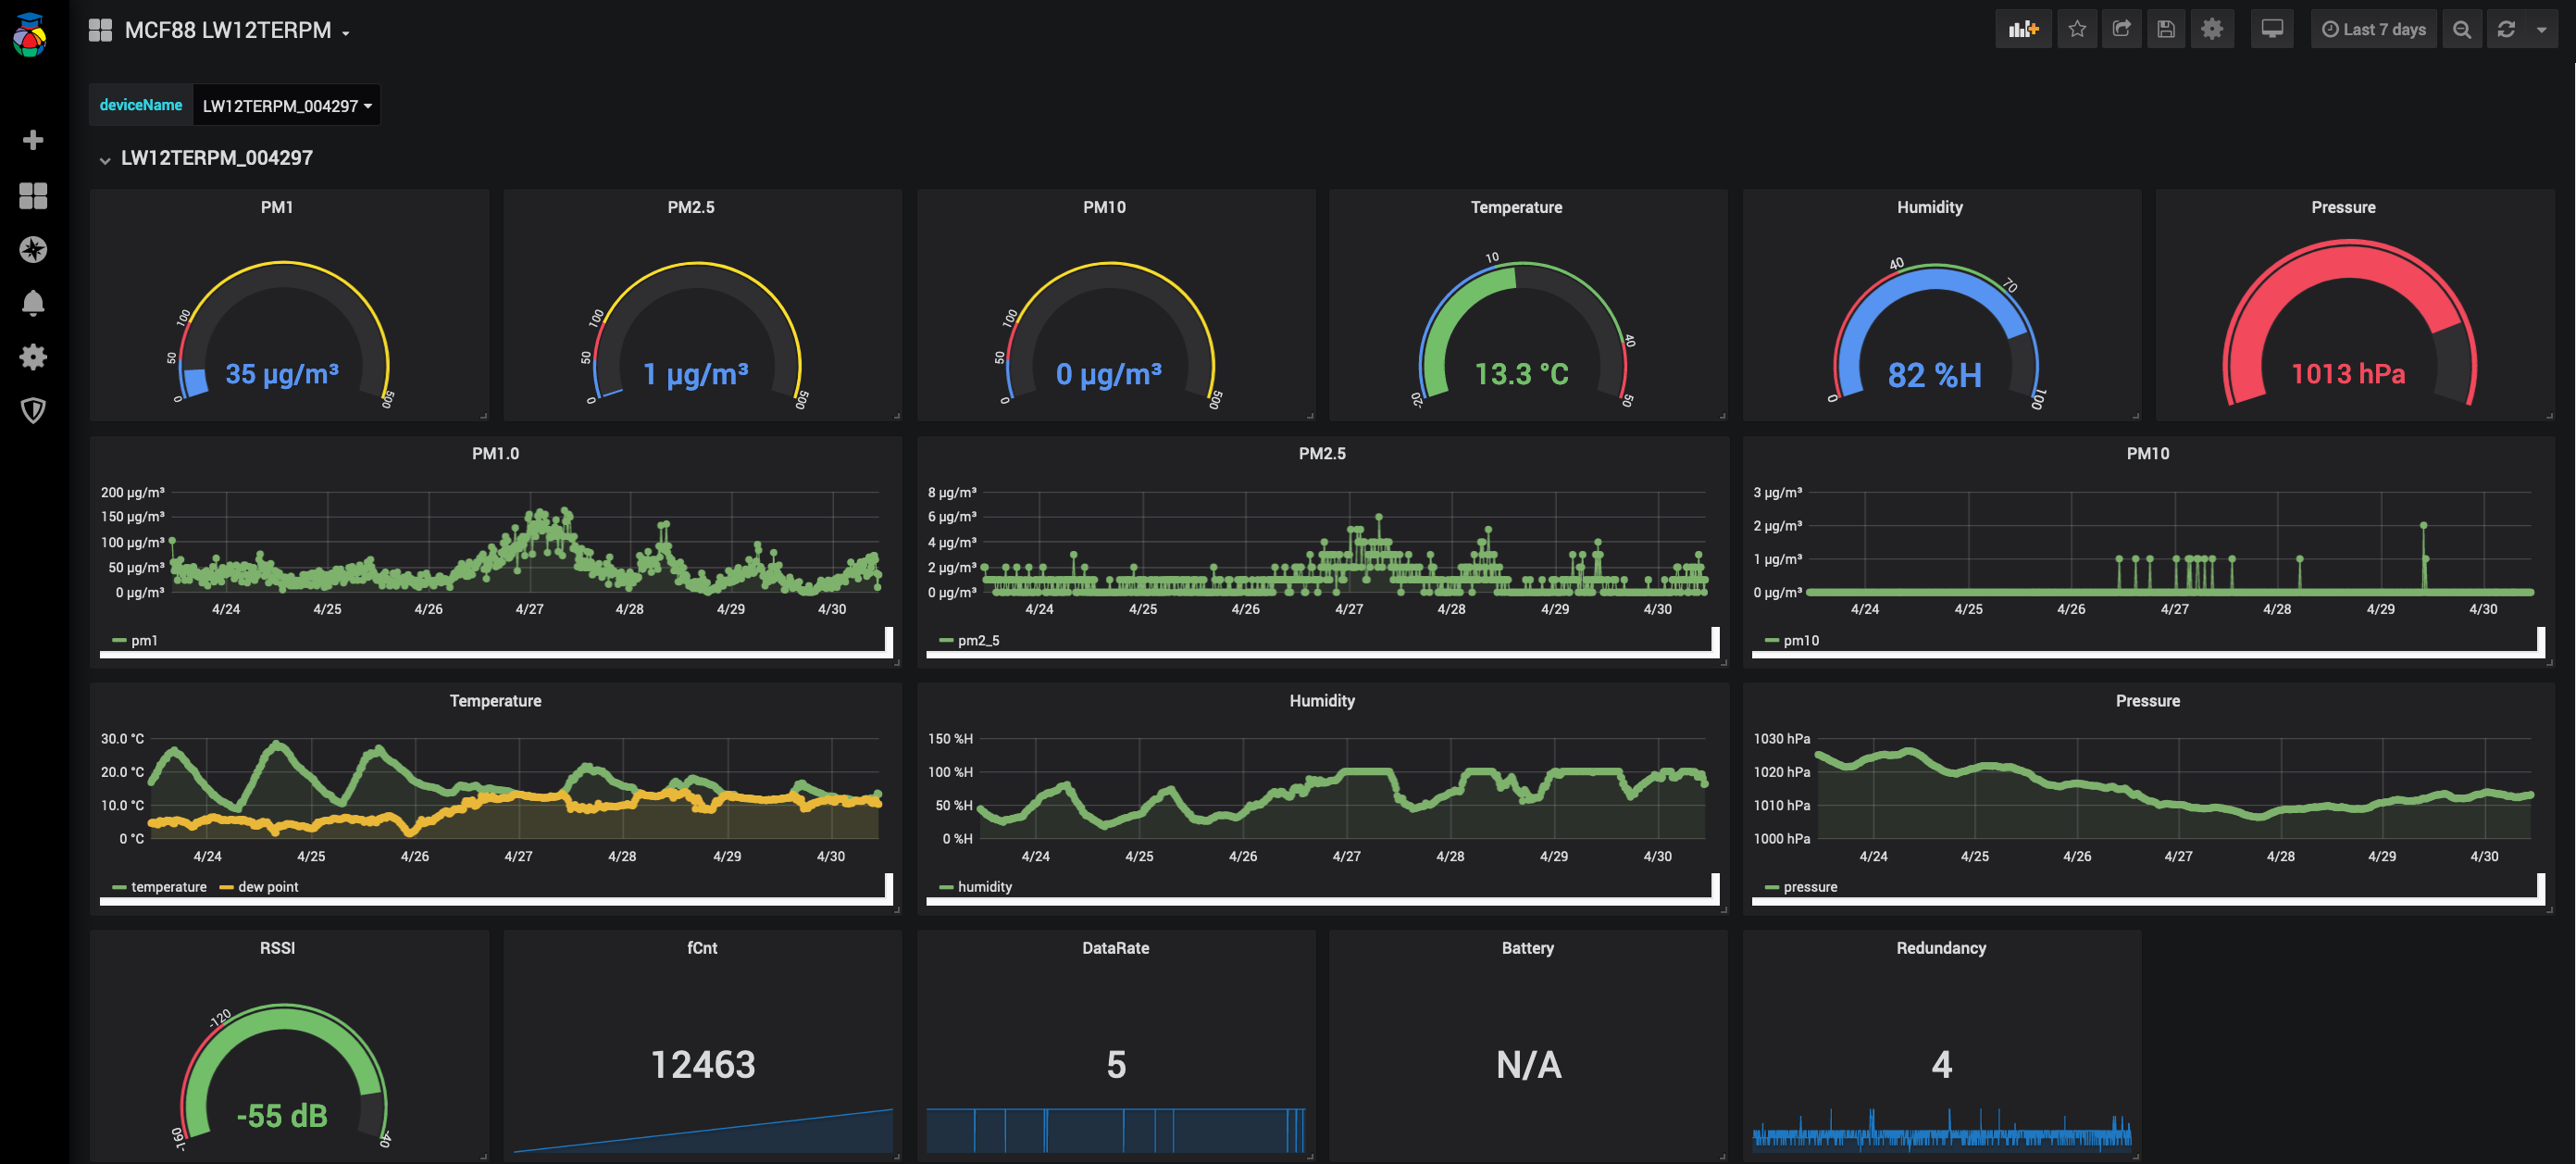 MCF88 LW12TERPM
Last 7 days
deviceName LW12TERPM_004297
LW12TERPM_004297
PM1
0
50
100
500
35 µg/m³
PM2.5
0
50
100
500
1 µg/m³
PM10
0
50
100
500
0 µg/m³
Temperature
-20
10
40
50
13.3 °C
Humidity
0
40
70
100
82 %H
Pressure
1013 hPa
PM1.0
200 µg/m³
150 µg/m³
100 µg/m³
50 µg/m³
0 µg/m³
4/24 4/25 4/26 4/27 4/28 4/29 4/30
pm1
PM2.5
8 µg/m³
6 µg/m³
4 µg/m³
2 µg/m³
0 µg/m³
4/24 4/25 4/26 4/27 4/28 4/29 4/30
pm2_5
PM10
3 µg/m³
2 µg/m³
1 µg/m³
0 µg/m³
4/24 4/25 4/26 4/27 4/28 4/29 4/30
pm10
Temperature
30.0 °C
20.0 °C
10.0 °C
0 °C
4/24 4/25 4/26 4/27 4/28 4/29 4/30
temperature dew point
Humidity
150 %H
100 %H
50 %H
0 %H
4/24 4/25 4/26 4/27 4/28 4/29 4/30
humidity
Pressure
1030 hPa
1020 hPa
1010 hPa
1000 hPa
4/24 4/25 4/26 4/27 4/28 4/29 4/30
pressure
RSSI
-160
-120
-40
-55 dB
fCnt
12463
DataRate
5
Battery
N/A
Redundancy
4